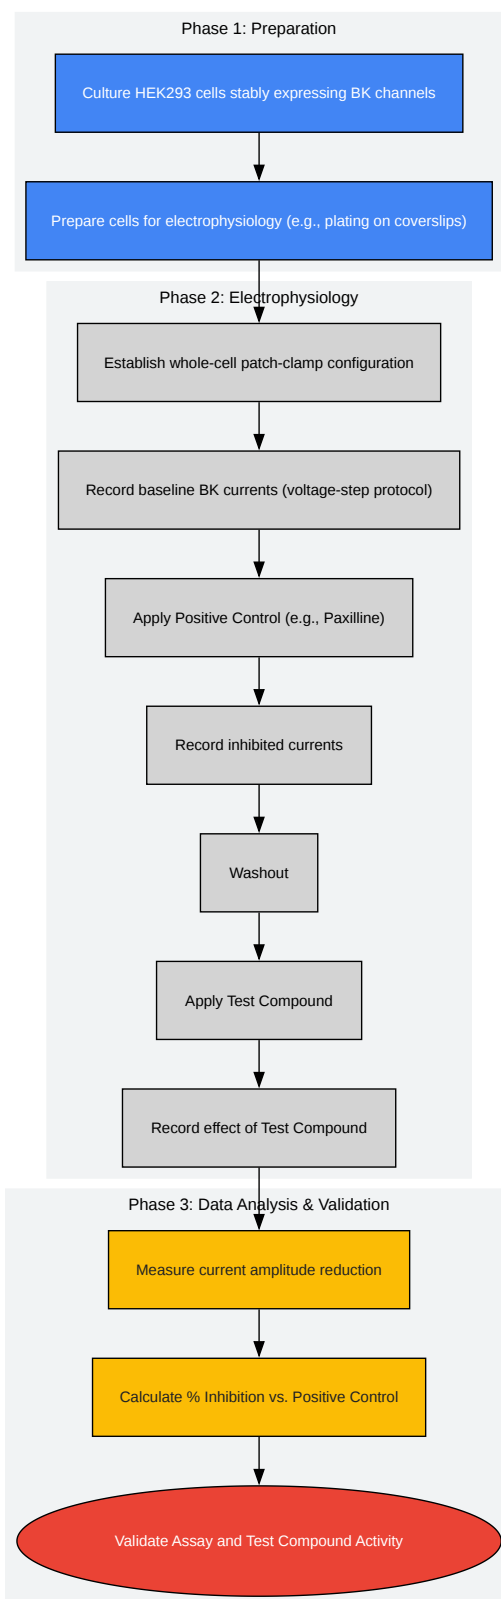 Phase 1: Preparation
Culture HEK293 cells stably expressing BK channels
Prepare cells for electrophysiology (e.g., plating on coverslips)
Phase 2: Electrophysiology
Establish whole-cell patch-clamp configuration
Record baseline BK currents (voltage-step protocol)
Apply Positive Control (e.g., Paxilline)
Record inhibited currents
Washout
Apply Test Compound
Record effect of Test Compound
Phase 3: Data Analysis & Validation
Measure current amplitude reduction
Calculate % Inhibition vs. Positive Control
Validate Assay and Test Compound Activity